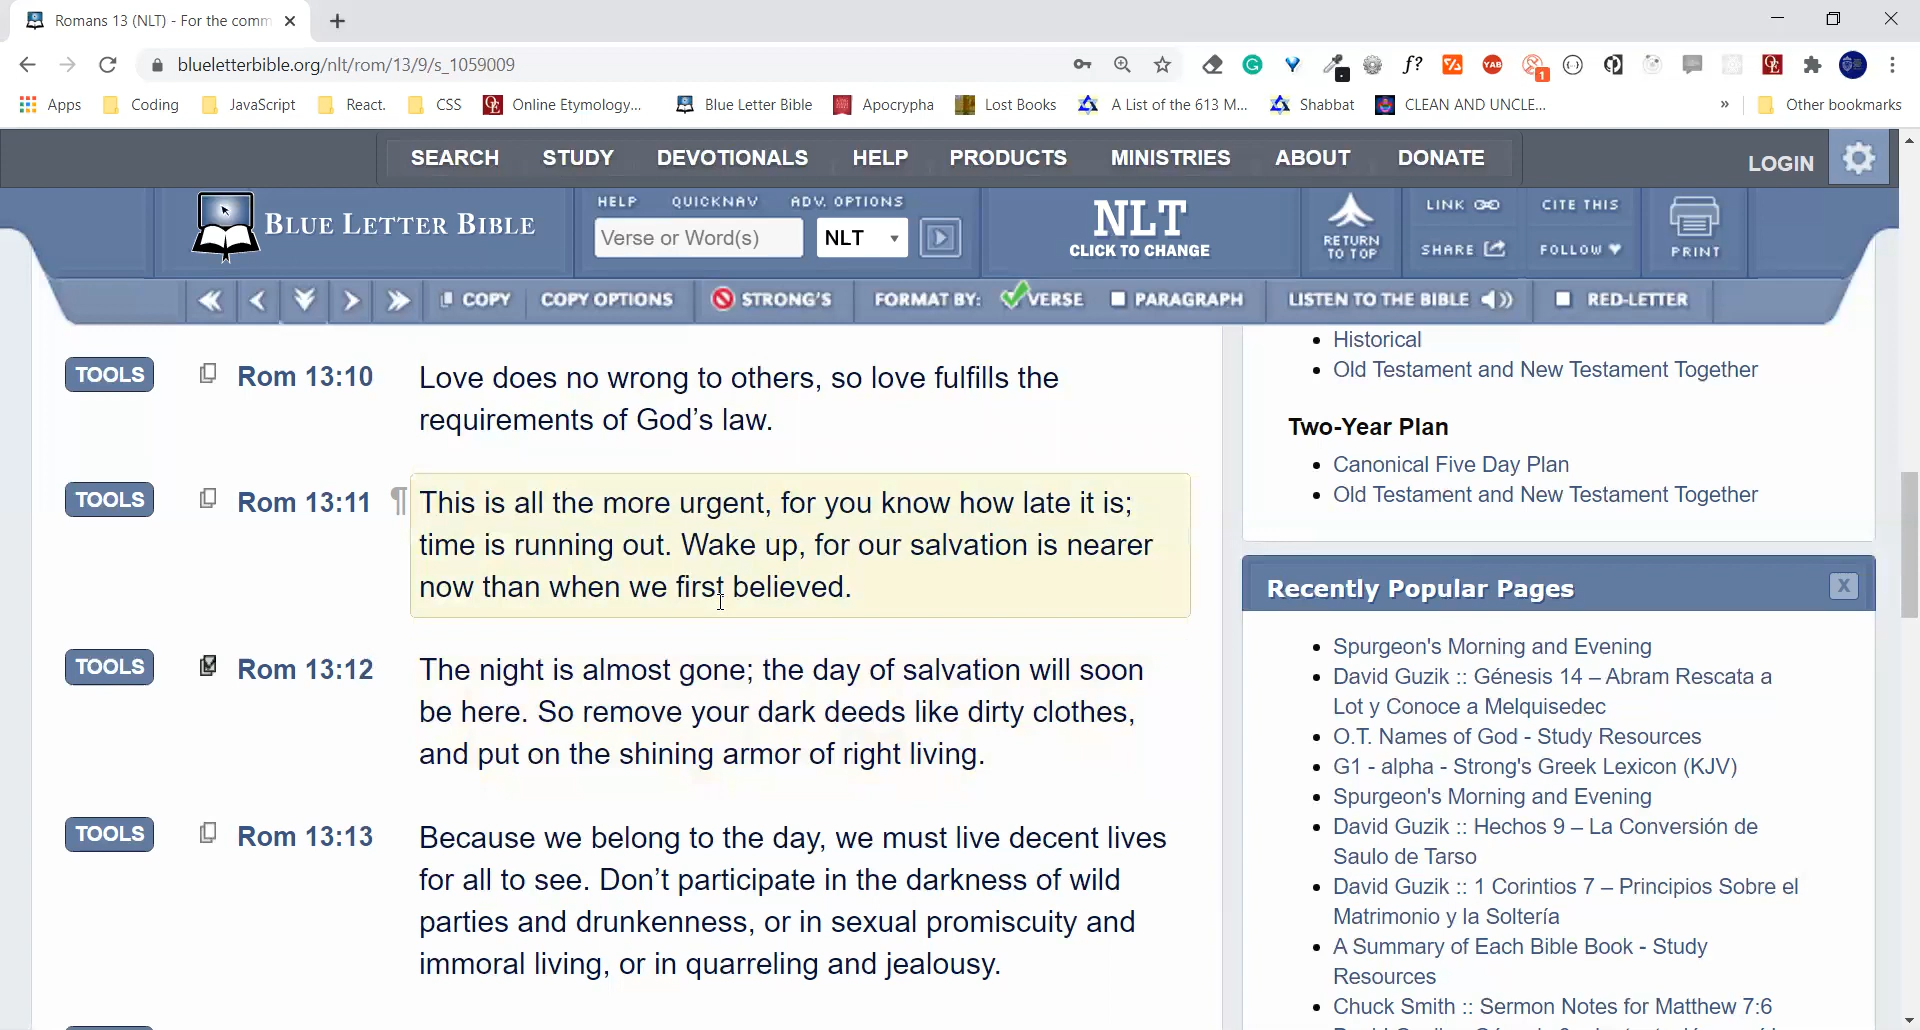 Romans 13 (NLT) - For the comm
blueletterbible.org/nlt/rom/13/9/s_1059009
f?
YAB
1
OE
Apps
Coding
JavaScript
React.
CSS
OE
Online Etymology...
Blue Letter Bible
Apocrypha
Lost Books
A List of the 613 M...
Shabbat
CLEAN AND UNCLE...
»
Other bookmarks
SEARCH
STUDY
DEVOTIONALS
HELP
PRODUCTS
MINISTRIES
ABOUT
DONATE
LOGIN
BLUE LETTER BIBLE
HELP
QUICKNAV
ADV. OPTIONS
Verse or Word(s)
NLT
NLT
CLICK TO CHANGE
RETURN
TO TOP
LINK
CITE THIS
SHARE
FOLLOW
PRINT
COPY
COPY OPTIONS
STRONG'S
FORMAT BY:
VERSE
PARAGRAPH
LISTEN TO THE BIBLE
RED-LETTER
TOOLS
Rom 13:10
Love does no wrong to others, so love fulfills the
requirements of God’s law.
TOOLS
Rom 13:11
¶
This is all the more urgent, for you know how late it is;
time is running out. Wake up, for our salvation is nearer
now than when we first believed.
TOOLS
Rom 13:12
The night is almost gone; the day of salvation will soon
be here. So remove your dark deeds like dirty clothes,
and put on the shining armor of right living.
TOOLS
Rom 13:13
Because we belong to the day, we must live decent lives
for all to see. Don’t participate in the darkness of wild
parties and drunkenness, or in sexual promiscuity and
immoral living, or in quarreling and jealousy.
Historical
Old Testament and New Testament Together
Two-Year Plan
Canonical Five Day Plan
Old Testament and New Testament Together
Recently Popular Pages
X
Spurgeon's Morning and Evening
David Guzik :: Génesis 14 – Abram Rescata a
Lot y Conoce a Melquisedec
O.T. Names of God - Study Resources
G1 - alpha - Strong's Greek Lexicon (KJV)
Spurgeon's Morning and Evening
David Guzik :: Hechos 9 – La Conversión de
Saulo de Tarso
David Guzik :: 1 Corintios 7 – Principios Sobre el
Matrimonio y la Soltería
A Summary of Each Bible Book - Study
Resources
Chuck Smith :: Sermon Notes for Matthew 7:6